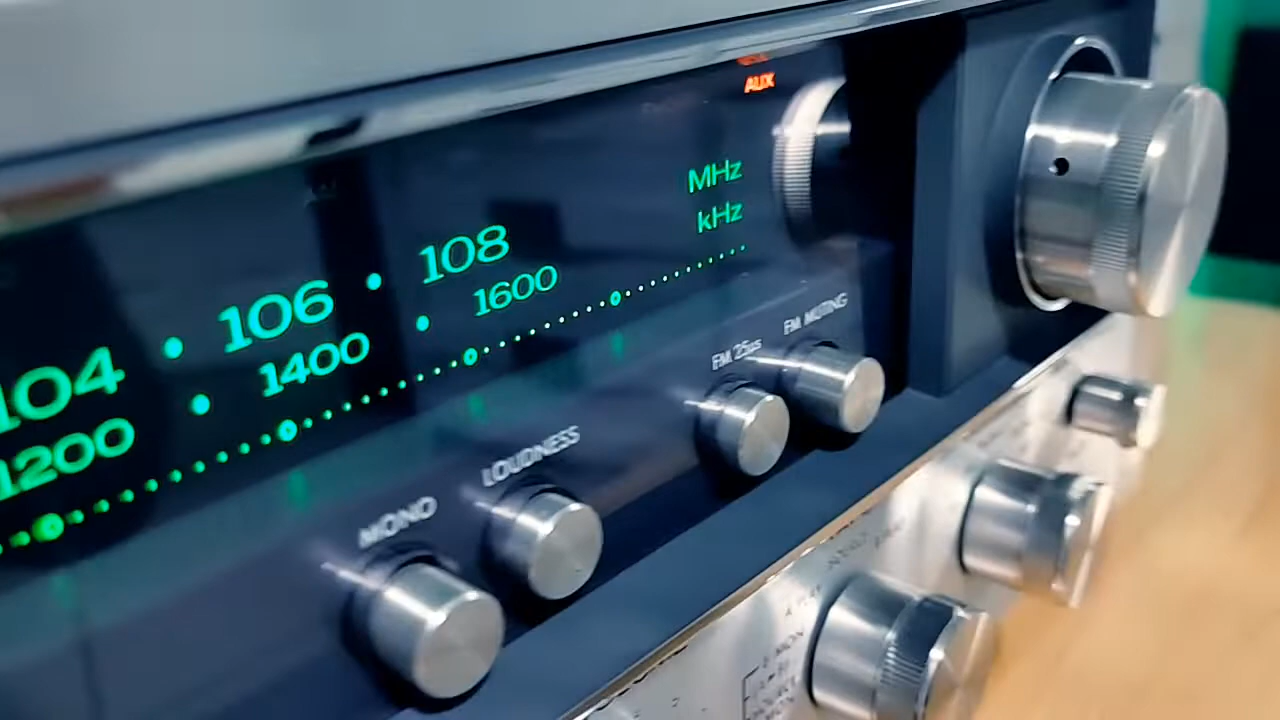 AUX
MHz
kHz
104 • 106 • 108
1200 • 1400 • 1600
FM MUTING
FM 25µs
LOUDNESS
MONO